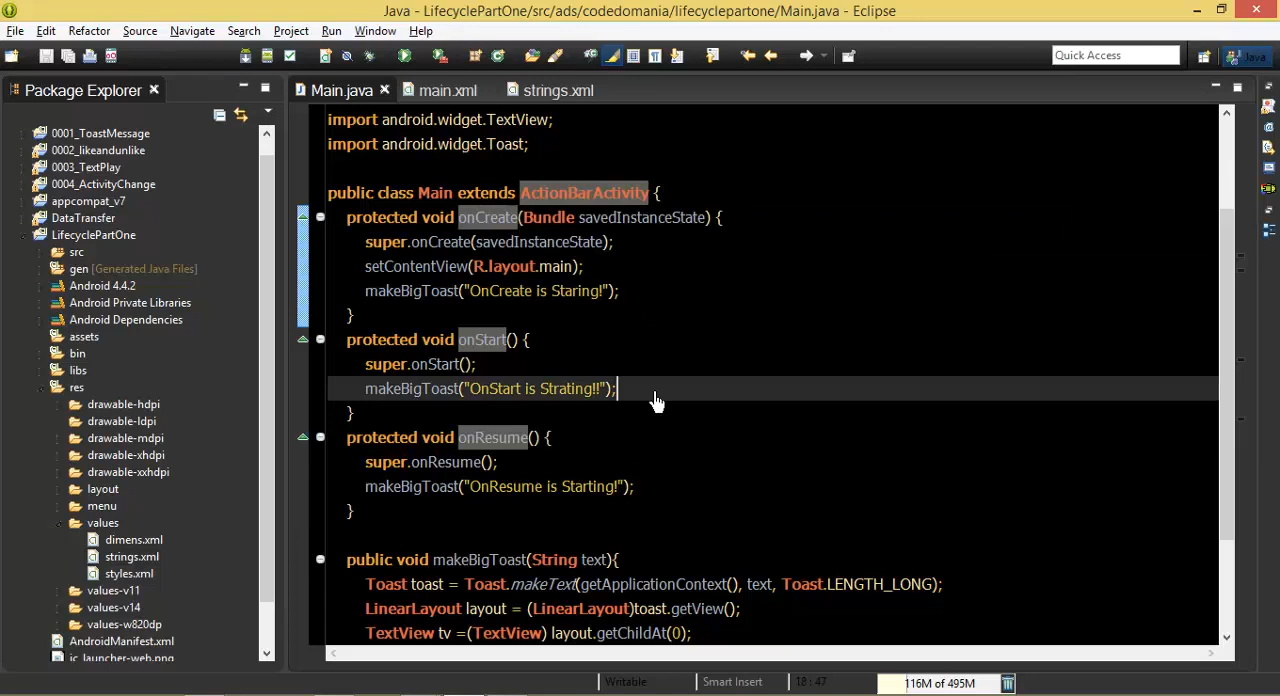 Java - LifecyclePartOne/src/ads/codedomania/lifecyclepartone/Main.java - Eclipse
File Edit Refactor Source Navigate Search Project Run Window Help
Quick Access
Java
Package Explorer
0001_ToastMessage
0002_likeandunlike
0003_TextPlay
0004_ActivityChange
appcompat_v7
DataTransfer
LifecyclePartOne
src
gen [Generated Java Files]
Android 4.4.2
Android Private Libraries
Android Dependencies
assets
bin
libs
res
drawable-hdpi
drawable-ldpi
drawable-mdpi
drawable-xhdpi
drawable-xxhdpi
layout
menu
values
dimens.xml
strings.xml
styles.xml
values-v11
values-v14
values-w820dp
AndroidManifest.xml
ic_launcher-web.png
Main.java main.xml strings.xml
import android.widget.TextView;
import android.widget.Toast;
public class Main extends ActionBarActivity {
protected void onCreate(Bundle savedInstanceState) {
super.onCreate(savedInstanceState);
setContentView(R.layout.main);
makeBigToast("OnCreate is Staring!");
}
protected void onStart() {
super.onStart();
makeBigToast("OnStart is Strating!!");
}
protected void onResume() {
super.onResume();
makeBigToast("OnResume is Starting!");
}
public void makeBigToast(String text){
Toast toast = Toast.makeText(getApplicationContext(), text, Toast.LENGTH_LONG);
LinearLayout layout = (LinearLayout)toast.getView();
TextView tv =(TextView) layout.getChildAt(0);
Writable Smart Insert 18 : 47 116M of 495M